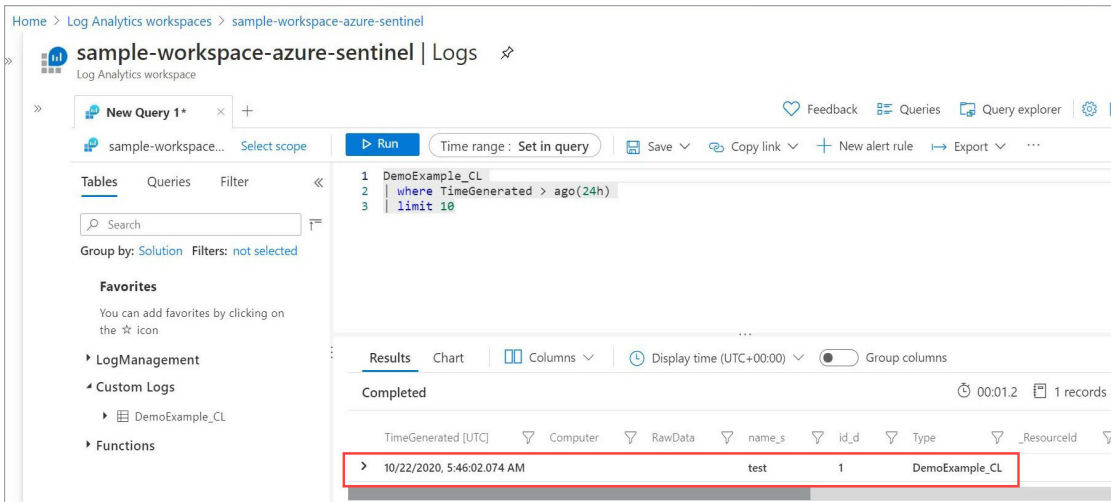 Home > Log Analytics workspaces > sample-workspace-azure-sentinel
sample-workspace-azure-sentinel | Logs
Log Analytics workspace
New Query 1*
Feedback Queries Query explorer
sample-workspace... Select scope Run Time range : Set in query Save Copy link New alert rule Export ...
Tables Queries Filter
1 DemoExample_CL
2 | where TimeGenerated > ago(24h)
3 | limit 10
Search
Group by: Solution Filters: not selected
Favorites
You can add favorites by clicking on
the ☆ icon
LogManagement
Custom Logs
DemoExample_CL
Functions
Results Chart Columns Display time (UTC+00:00) Group columns
Completed 00:01.2 1 records
TimeGenerated [UTC] Computer RawData name_s id_d Type _ResourceId
10/22/2020, 5:46:02.074 AM test 1 DemoExample_CL